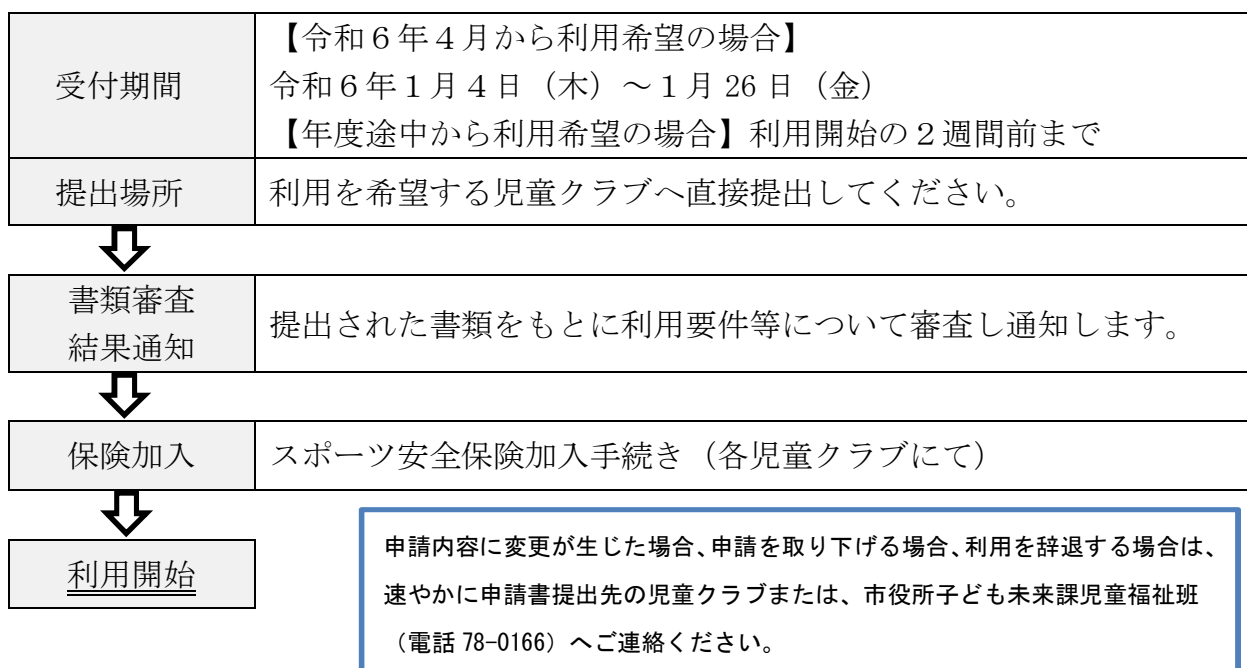 受付期間
【令和６年４月から利用希望の場合】
令和６年１月４日（木）～１月 26 日（金）
【年度途中から利用希望の場合】利用開始の２週間前まで
提出場所
利用を希望する児童クラブへ直接提出してください。
書類審査
結果通知
提出された書類をもとに利用要件等について審査し通知します。
保険加入
スポーツ安全保険加入手続き（各児童クラブにて）
利用開始
申請内容に変更が生じた場合、申請を取り下げる場合、利用を辞退する場合は、
速やかに申請書提出先の児童クラブまたは、市役所子ども未来課児童福祉班
（電話 78-0166）へご連絡ください。